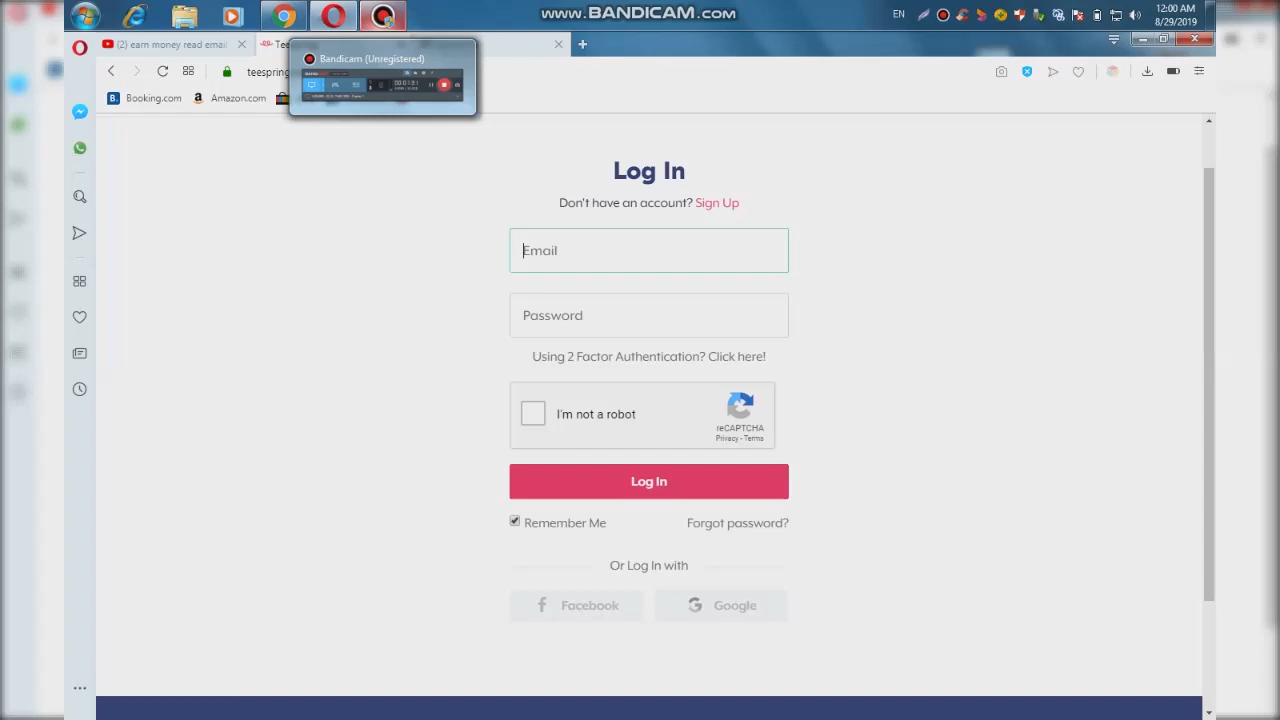 www.BANDICAM.com
EN
12:00 AM
8/29/2019
(2) earn money read email
Tee
Bandicam (Unregistered)
teespring
Booking.com
Amazon.com
Log In
Don't have an account? Sign Up
Email
Password
Using 2 Factor Authentication? Click here!
I'm not a robot
reCAPTCHA
Privacy - Terms
Log In
Remember Me
Forgot password?
Or Log In with
Facebook
Google